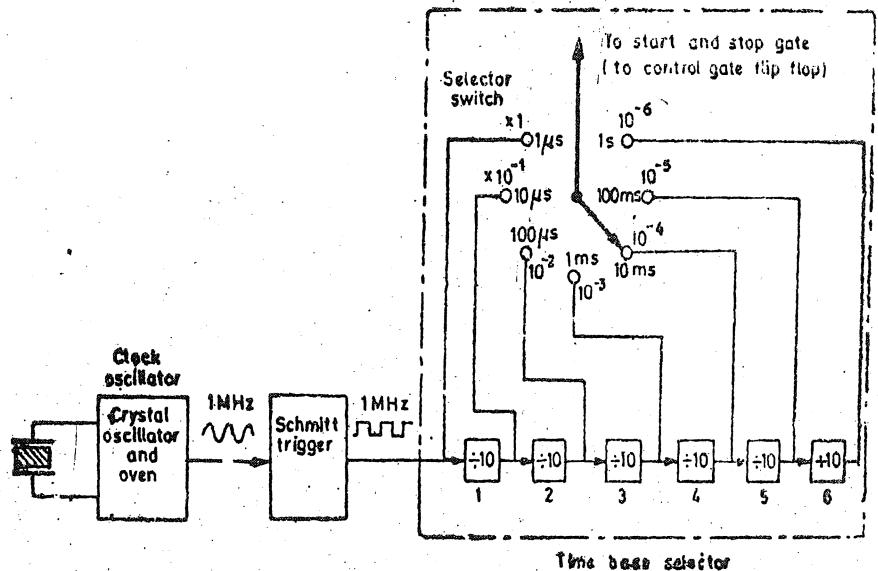 To start and stop gate
(to control gate flip flop)
Selector
switch
×1
1μs
10⁻⁶
1s
×10⁻¹
10μs
10⁻⁵
100ms
100μs
10⁻²
1ms
10⁻³
10⁻⁴
10ms
Clock
oscillator
Crystal
oscillator
and
oven
1MHz
Schmitt
trigger
1MHz
÷10
÷10
÷10
÷10
÷10
÷10
1
2
3
4
5
6
Time base selector